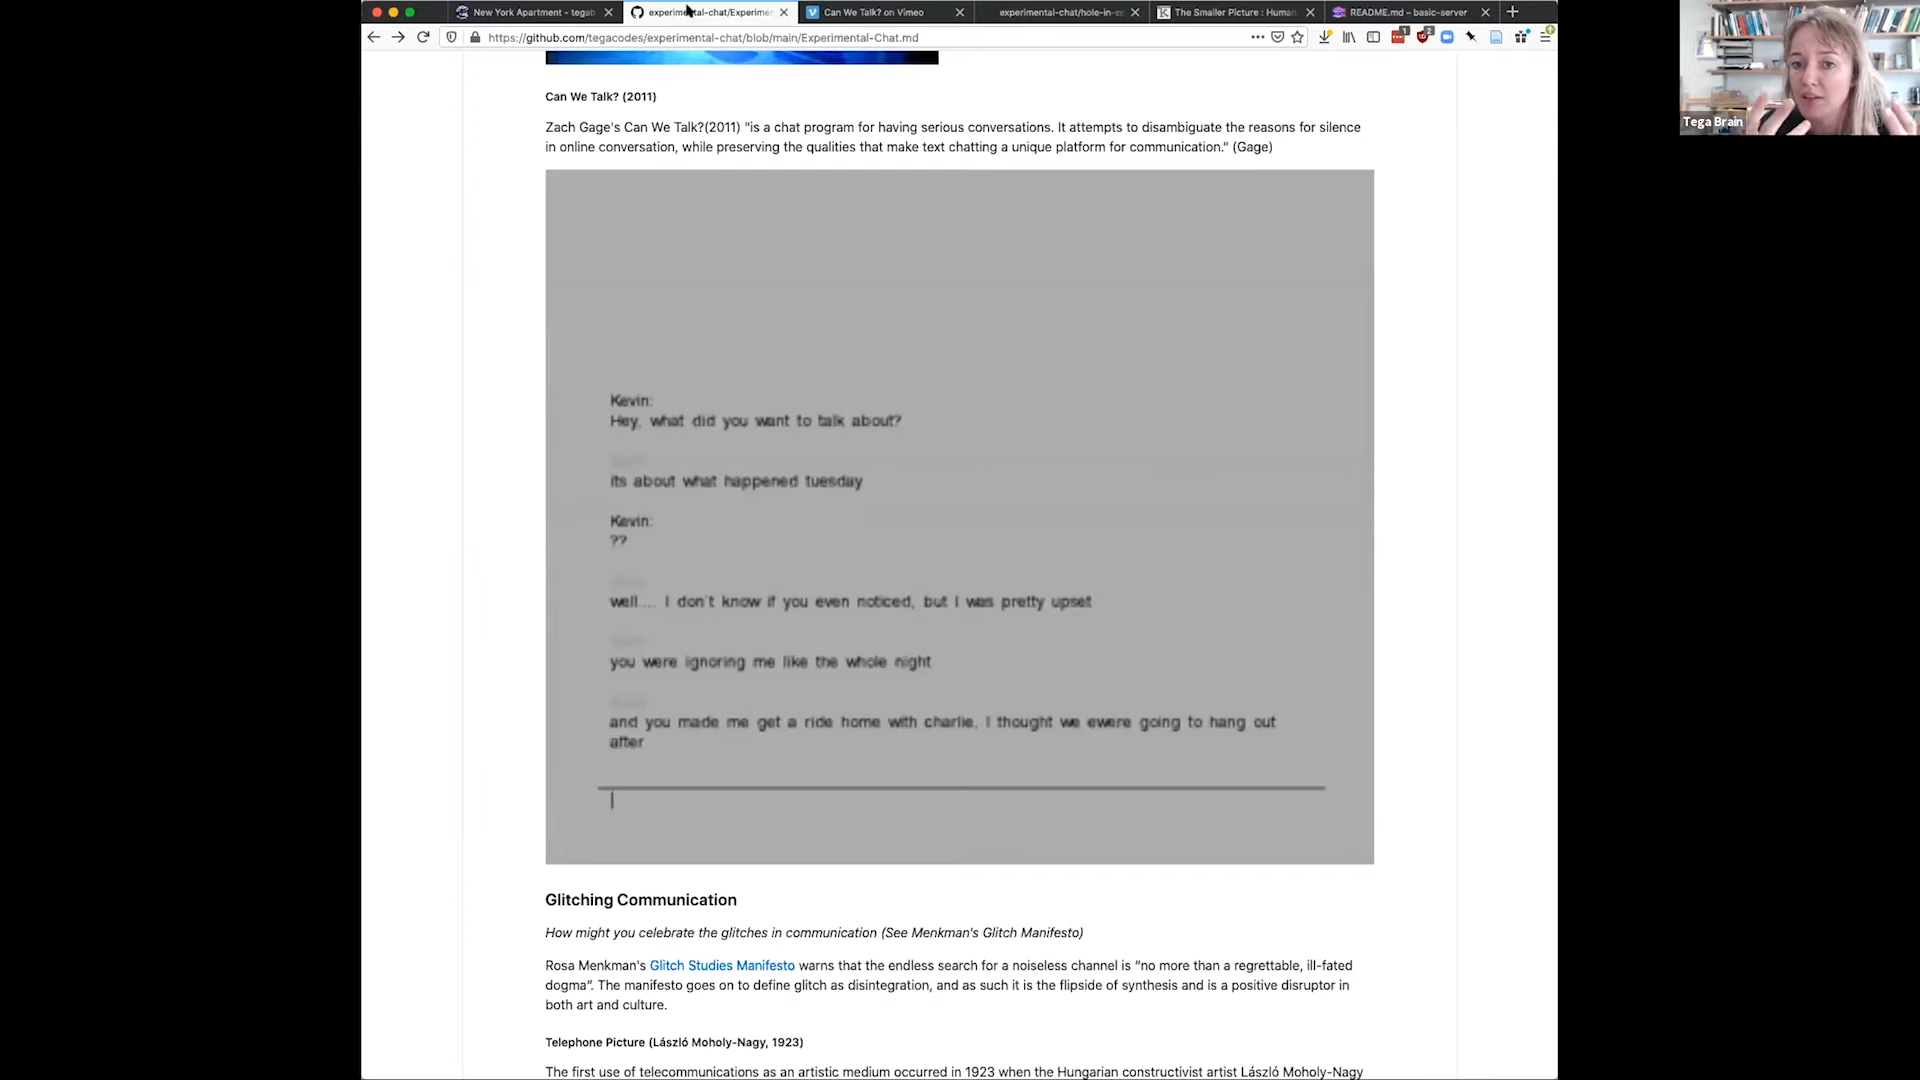 New York Apartment - tegab
experimental-chat/Experimen
Can We Talk? on Vimeo
experimental-chat/hole-in-s
The Smaller Picture : Human
README.md – basic-server
https://github.com/tegacodes/experimental-chat/blob/main/Experimental-Chat.md
Tega Brain
Can We Talk? (2011)
Zach Gage's Can We Talk?(2011) "is a chat program for having serious conversations. It attempts to disambiguate the reasons for silence
in online conversation, while preserving the qualities that make text chatting a unique platform for communication." (Gage)
Kevin:
Hey, what did you want to talk about?
its about what happened tuesday
Kevin:
??
well.... I don't know if you even noticed, but I was pretty upset
you were ignoring me like the whole night
and you made me get a ride home with charlie, I thought we ewere going to hang out
after
Glitching Communication
How might you celebrate the glitches in communication (See Menkman's Glitch Manifesto)
Rosa Menkman's Glitch Studies Manifesto warns that the endless search for a noiseless channel is “no more than a regrettable, ill-fated
dogma”. The manifesto goes on to define glitch as disintegration, and as such it is the flipside of synthesis and is a positive disruptor in
both art and culture.
Telephone Picture (László Moholy-Nagy, 1923)
The first use of telecommunications as an artistic medium occurred in 1923 when the Hungarian constructivist artist László Moholy-Nagy